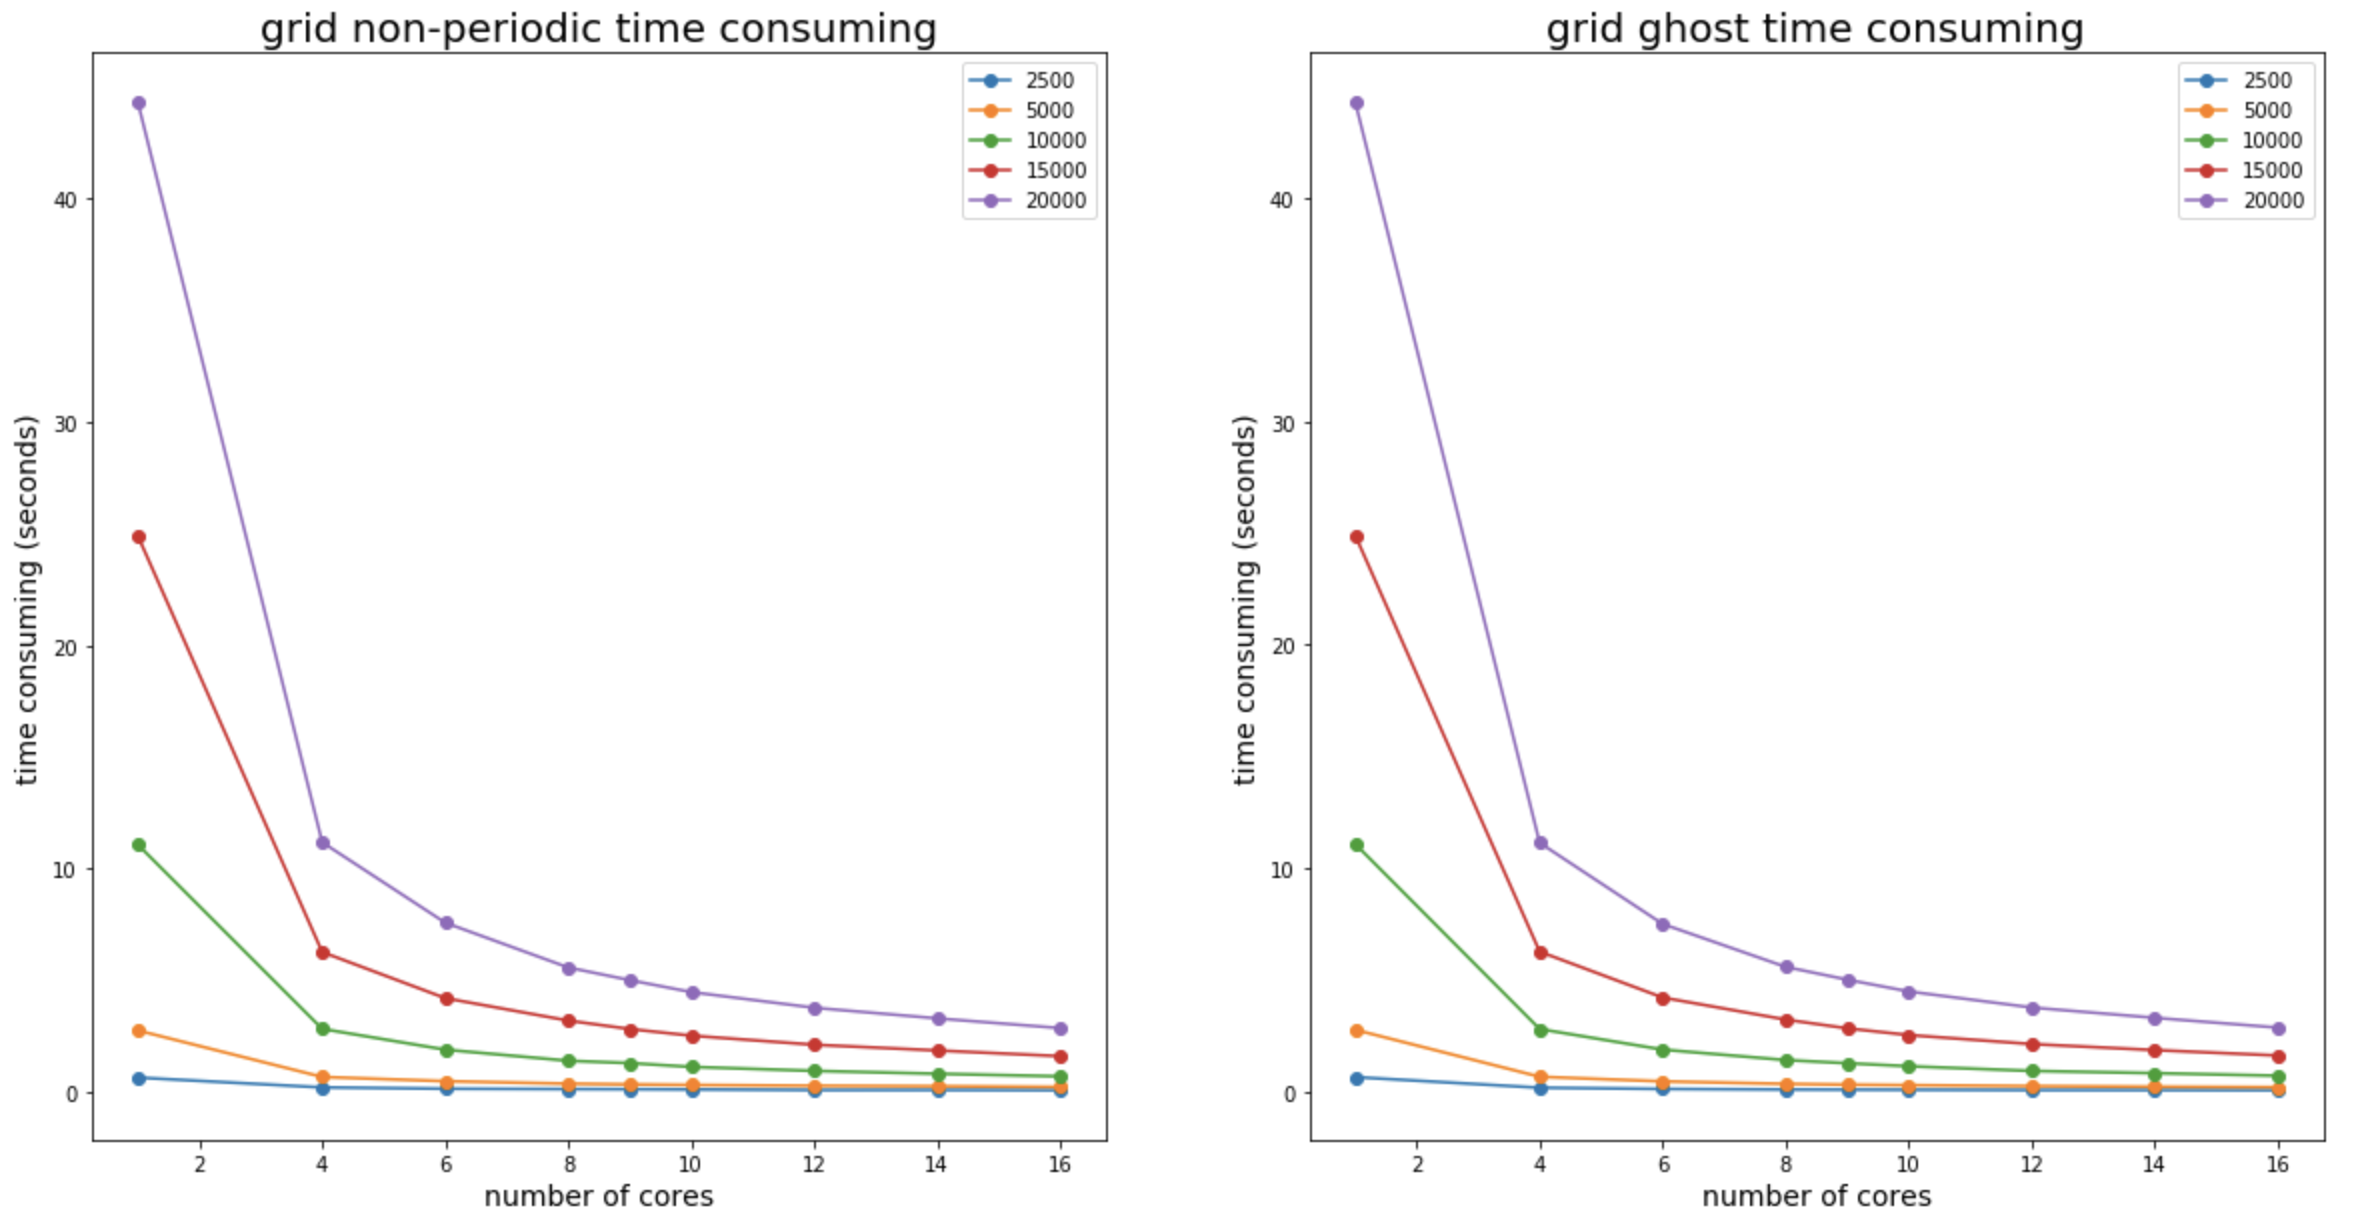 grid non-periodic time consuming
2500
5000
10000
15000
20000
40
30
20
10
0
time consuming (seconds)
2 4 6 8 10 12 14 16
number of cores
grid ghost time consuming
2500
5000
10000
15000
20000
40
30
20
10
0
time consuming (seconds)
2 4 6 8 10 12 14 16
number of cores